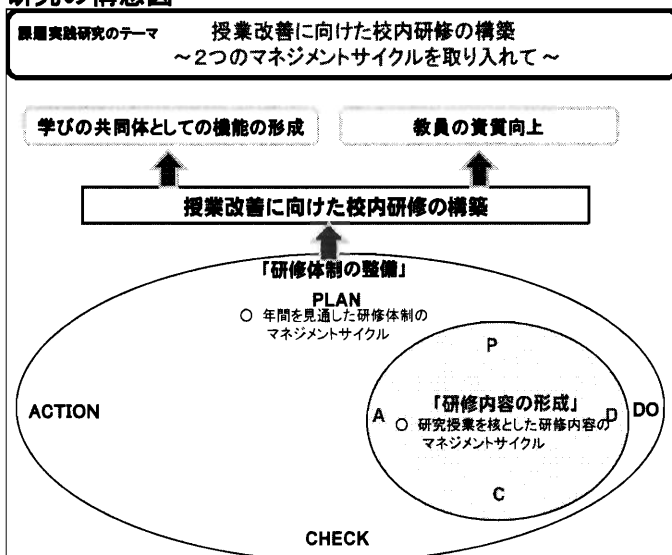 研究の構想図
課題実践研究のテーマ 授業改善に向けた校内研修の構築
～2つのマネジメントサイクルを取り入れて～
学びの共同体としての機能の形成 教員の資質向上
授業改善に向けた校内研修の構築
「研修体制の整備」
PLAN
○ 年間を見通した研修体制の
マネジメントサイクル
P
ACTION
A
「研修内容の形成」
D
DO
○ 研究授業を核とした研修内容の
マネジメントサイクル
C
CHECK